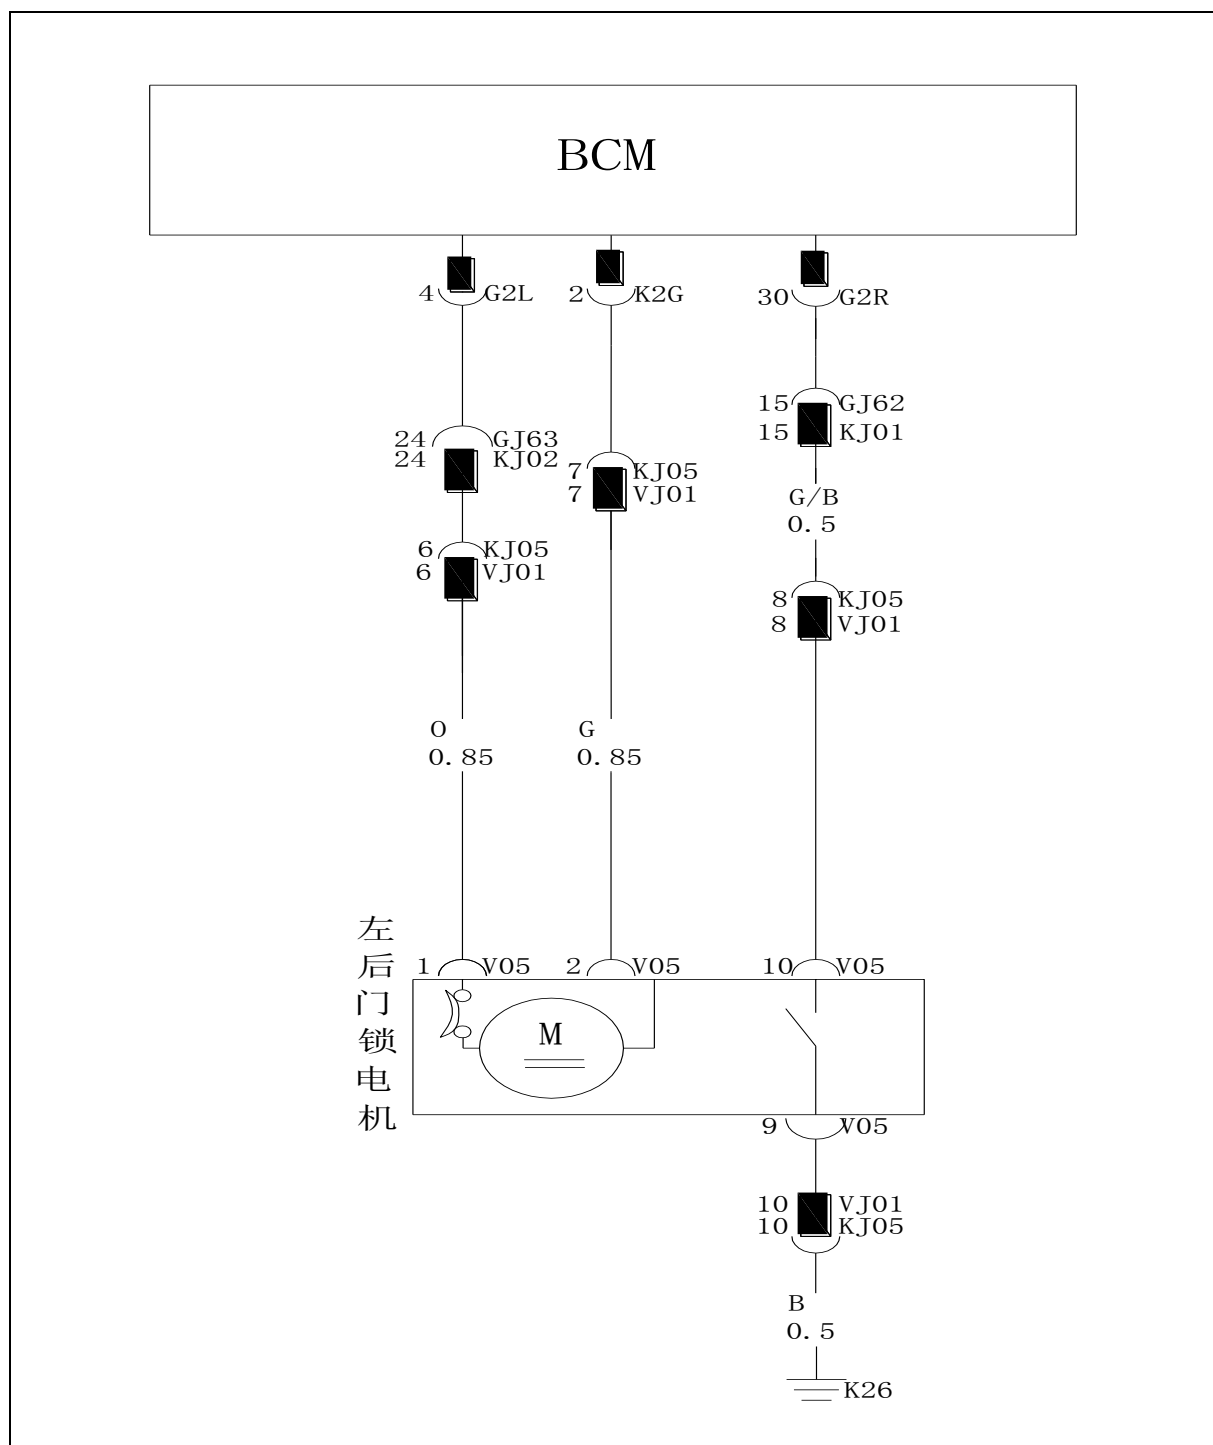 BCM
4 G2L
2 K2G
30 G2R
15 GJ62
15 KJ01
24 GJ63
24 KJ02
7 KJ05
7 VJ01
G/B
0.5
6 KJ05
6 VJ01
8 KJ05
8 VJ01
O
0.85
G
0.85
左后门锁电机
1 V05
2 V05
10 V05
M
9 V05
10 VJ01
10 KJ05
B
0.5
K26